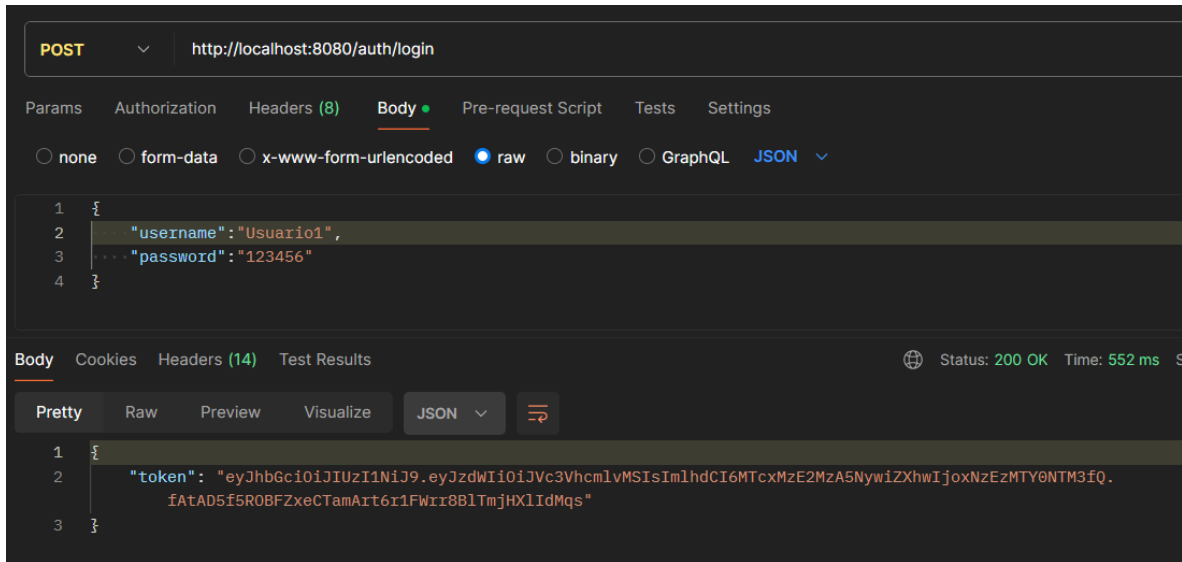 POST http://localhost:8080/auth/login
Params Authorization Headers (8) Body Pre-request Script Tests Settings
none form-data x-www-form-urlencoded raw binary GraphQL JSON
1 {
2 "username":"Usuario1",
3 "password":"123456"
4 }
Body Cookies Headers (14) Test Results Status: 200 OK Time: 552 ms S
Pretty Raw Preview Visualize JSON
1 {
2 "token": "eyJhbGciOiJIUzI1NiJ9.eyJzdWIiOiJVc3VhcmlvMSIsImlhdCI6MTcxMzE2MzA5NywiZXhwIjoxNzEzMTY0NTM3fQ.
fAtAD5f5ROBFZxeCTamArt6r1FWrr8BlTmjHXlIdMqs"
3 }